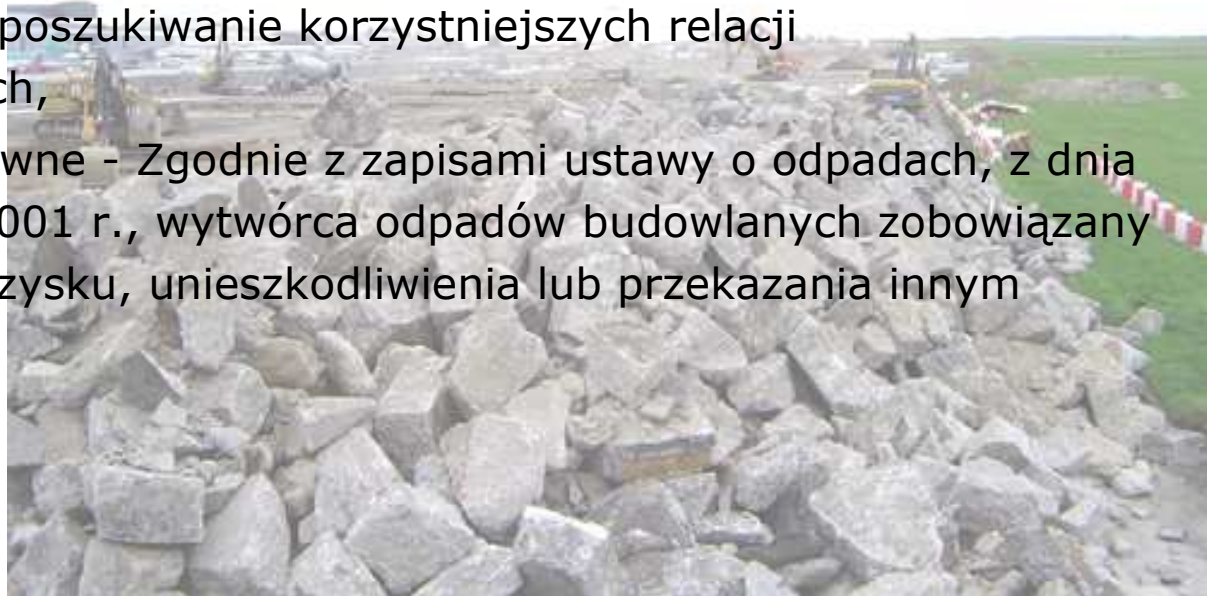 poszukiwanie korzystniejszych relacji
ch,
wne - Zgodnie z zapisami ustawy o odpadach, z dnia
001 r., wytwórca odpadów budowlanych zobowiązany
zysku, unieszkodliwienia lub przekazania innym